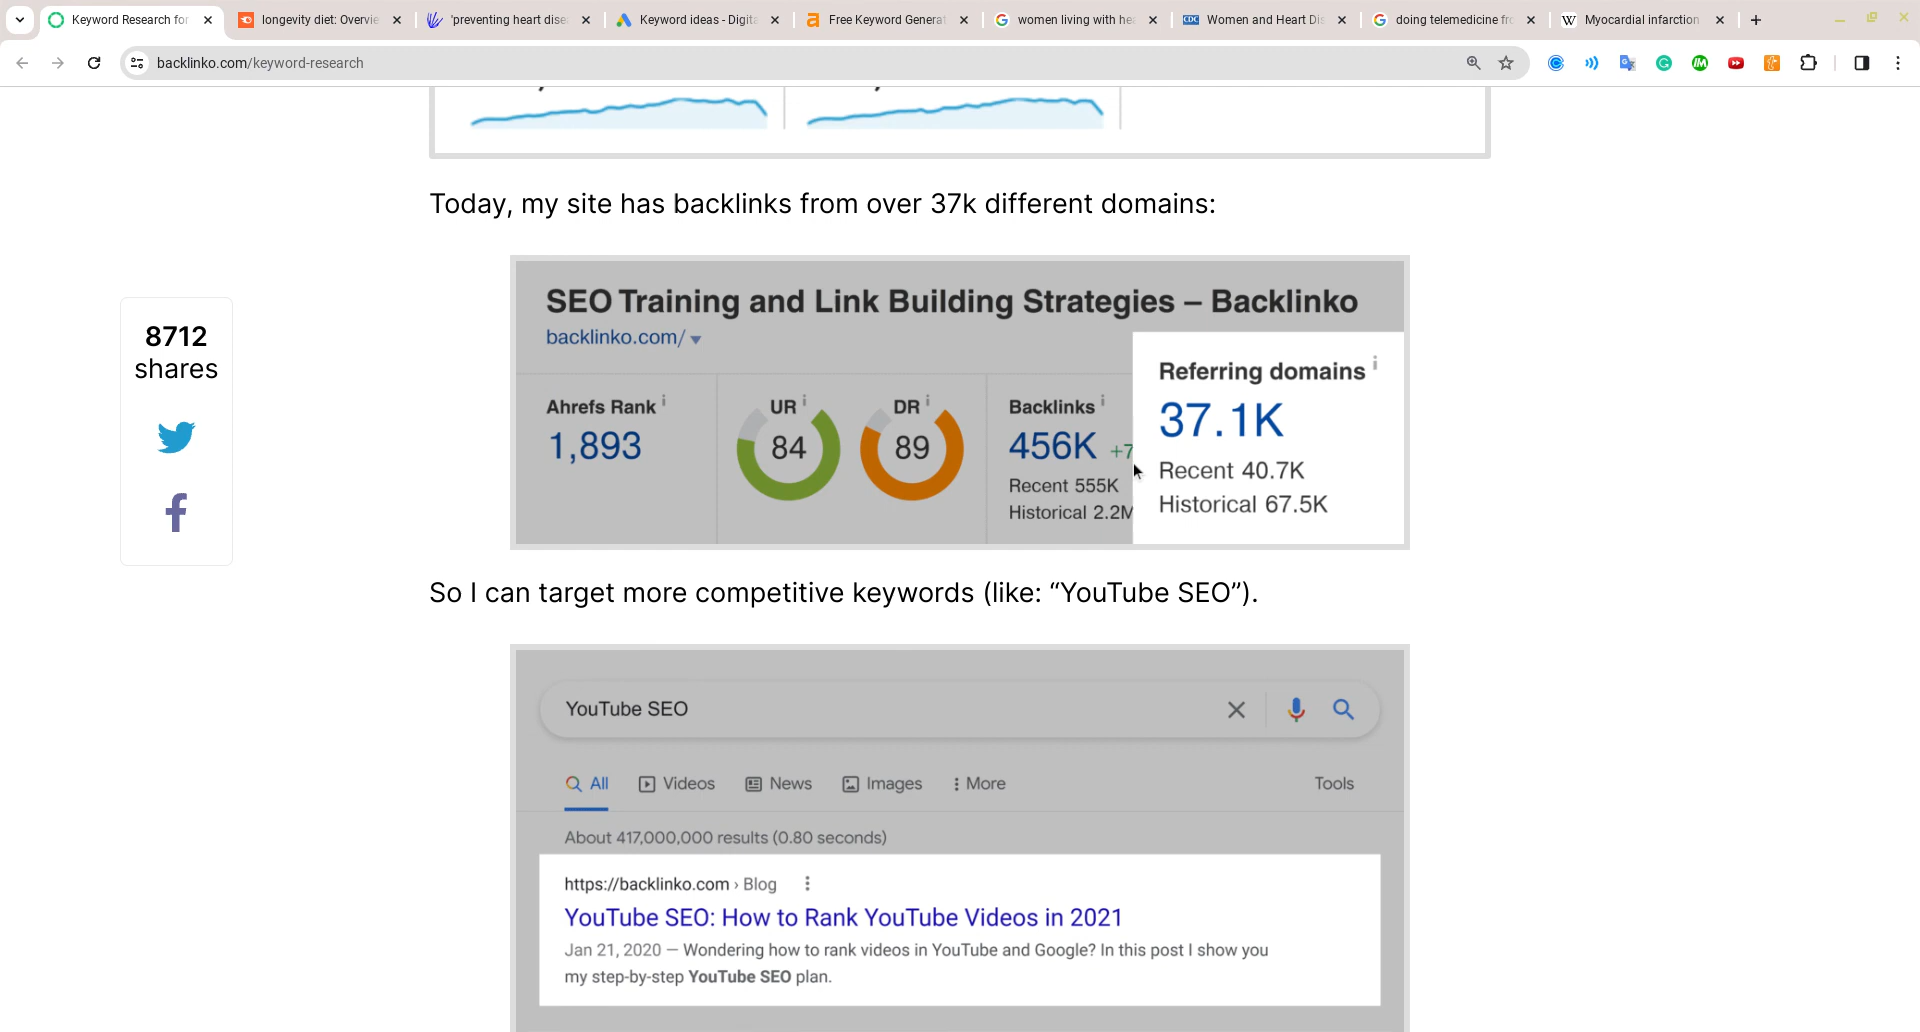 Keyword Research for
longevity diet: Overvie
'preventing heart dise
Keyword ideas - Digita
Free Keyword Generat
women living with hea
CDC
Women and Heart Dis
doing telemedicine fro
W
Myocardial infarction
backlinko.com/keyword-research
Today, my site has backlinks from over 37k different domains:
8712
shares
SEO Training and Link Building Strategies – Backlinko
backlinko.com/
Ahrefs Rank i
1,893
UR i
84
DR i
89
Backlinks i
456K +7
Recent 555K
Historical 2.2M
Referring domains i
37.1K
Recent 40.7K
Historical 67.5K
So I can target more competitive keywords (like: “YouTube SEO”).
YouTube SEO
All Videos News Images More Tools
About 417,000,000 results (0.80 seconds)
https://backlinko.com › Blog
YouTube SEO: How to Rank YouTube Videos in 2021
Jan 21, 2020 — Wondering how to rank videos in YouTube and Google? In this post I show you
my step-by-step YouTube SEO plan.